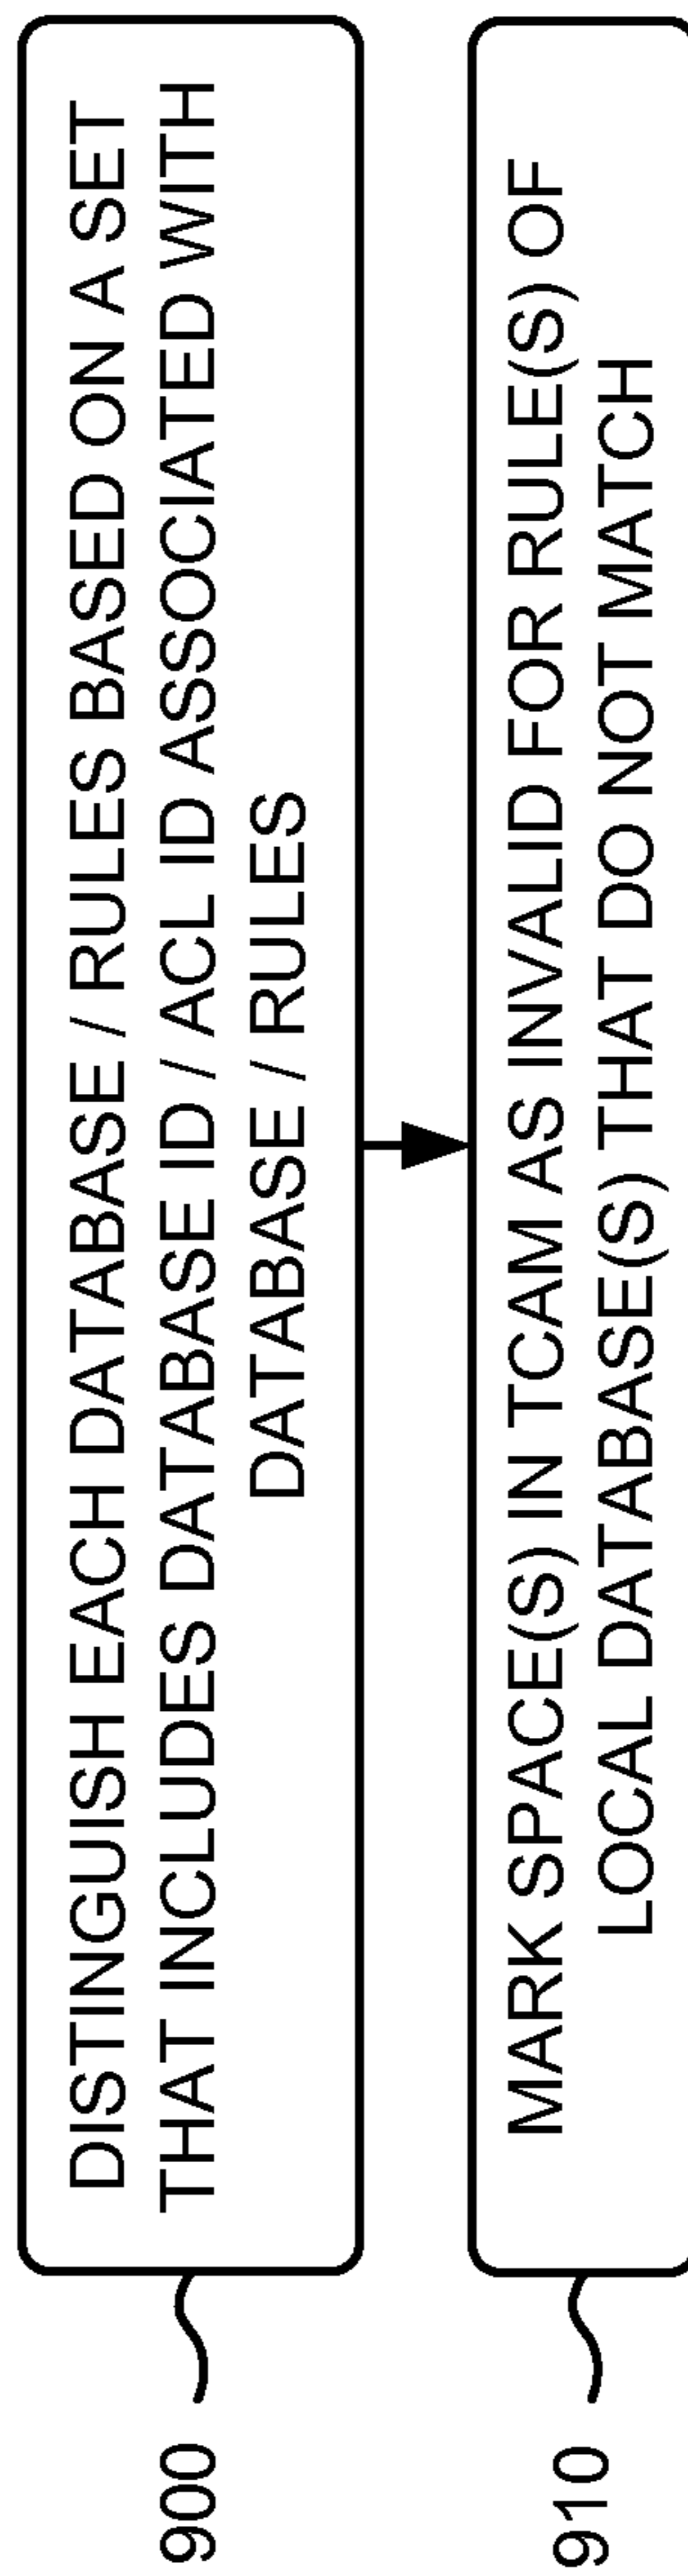 900
DISTINGUISH EACH DATABASE / RULES BASED ON A SET
THAT INCLUDES DATABASE ID / ACL ID ASSOCIATED WITH
DATABASE / RULES
910
MARK SPACE(S) IN TCAM AS INVALID FOR RULE(S) OF
LOCAL DATABASE(S) THAT DO NOT MATCH